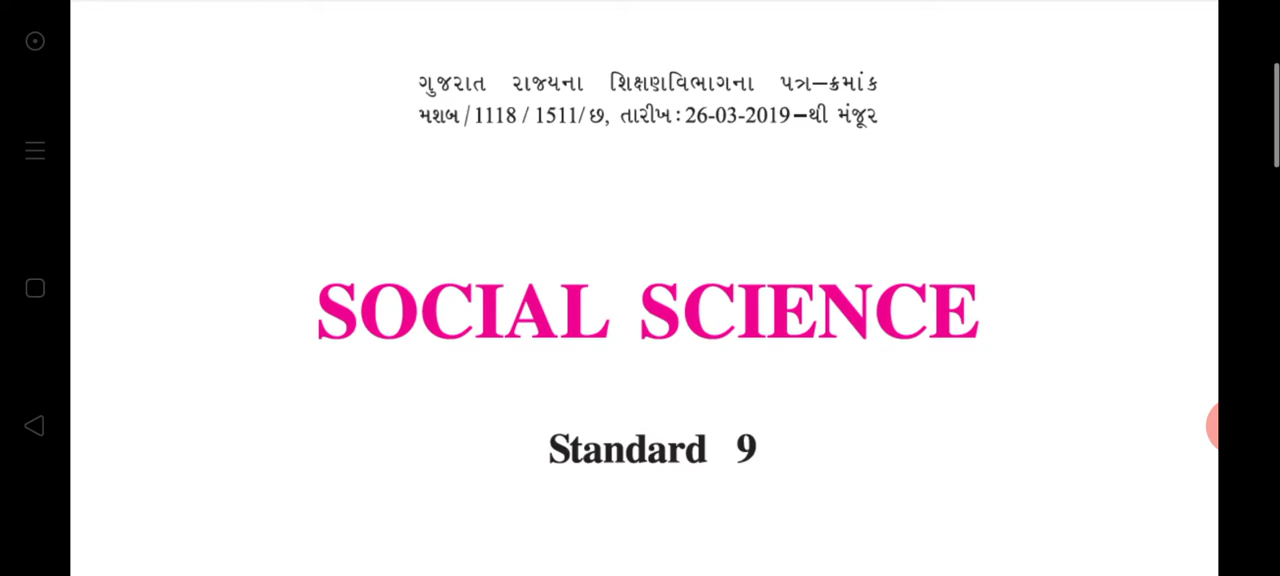 ગુજરાત રાજ્યના શિક્ષણવિભાગના પત્ર—ક્રમાંક
મશબ / 1118 / 1511/ છ, તારીખ : 26-03-2019—થી મંજૂર
SOCIAL SCIENCE
Standard 9